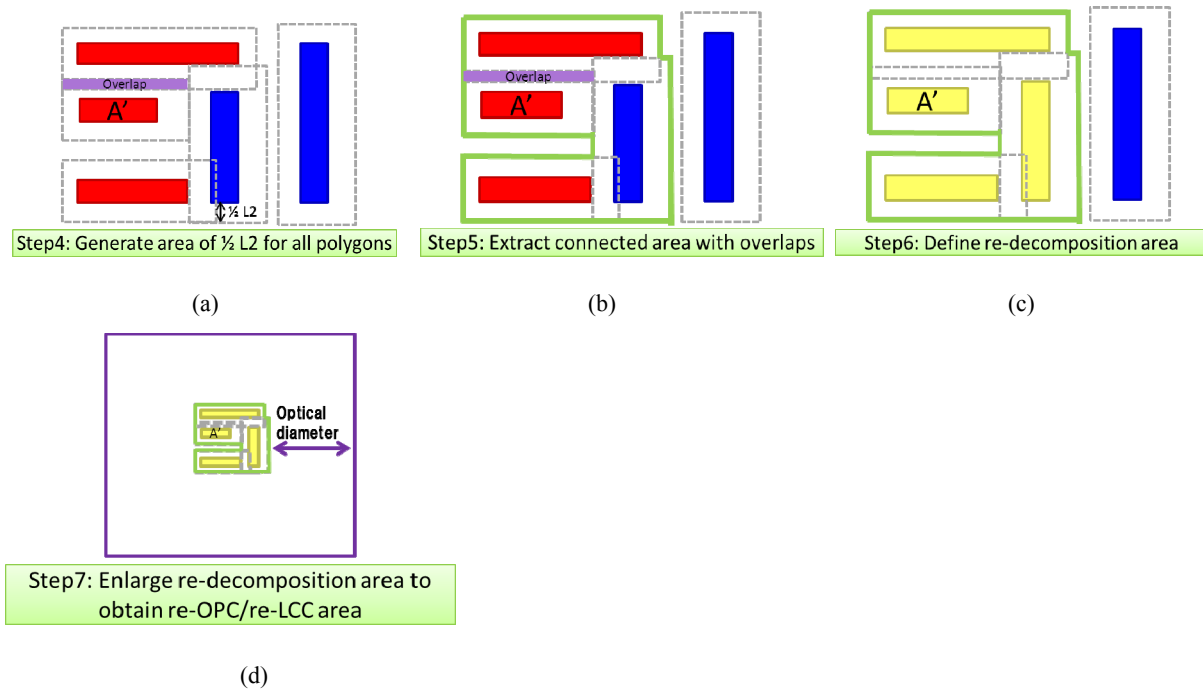 Overlap
A'
½ L2
Step4: Generate area of ½ L2 for all polygons
(a)
Overlap
A'
Step5: Extract connected area with overlaps
(b)
A'
Step6: Define re-decomposition area
(c)
A'
Optical
diameter
Step7: Enlarge re-decomposition area to
obtain re-OPC/re-LCC area
(d)